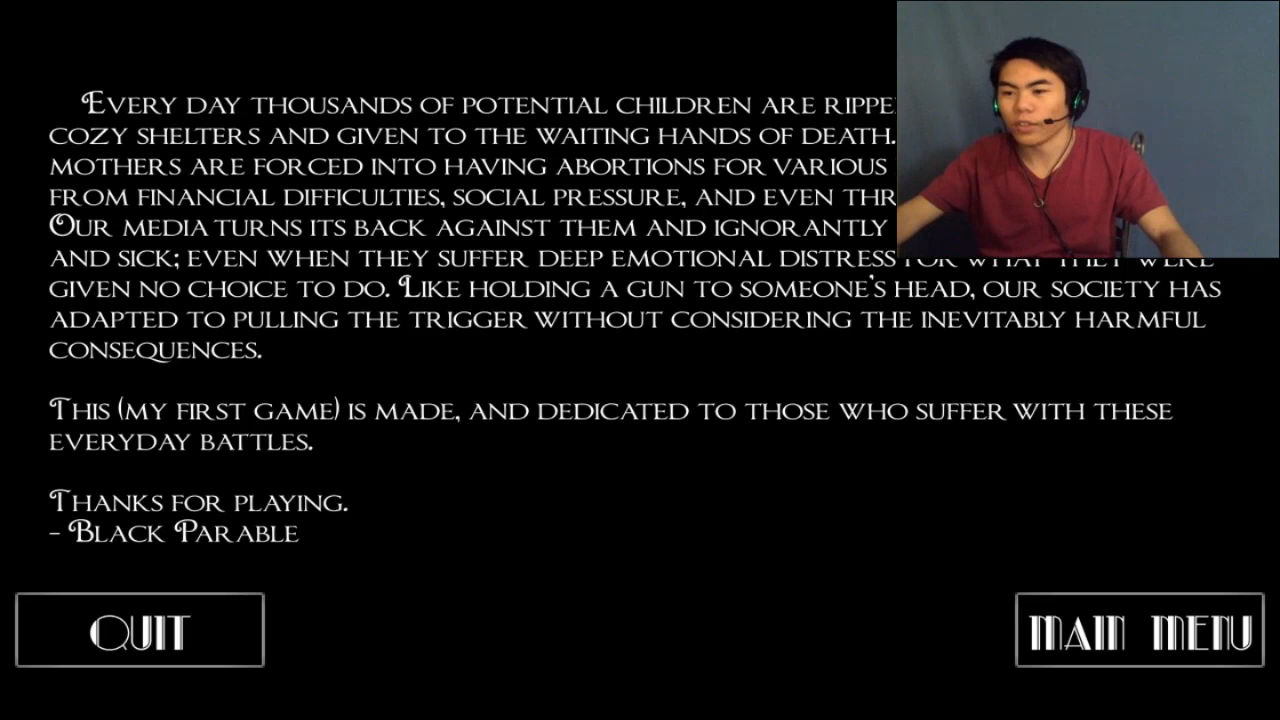 EVERY DAY THOUSANDS OF POTENTIAL CHILDREN ARE
COZY SHELTERS AND GIVEN TO THE WAITING HANDS OF DEATH.
MOTHERS ARE FORCED INTO HAVING ABORTIONS FOR VARIOUS
FROM FINANCIAL DIFFICULTIES, SOCIAL PRESSURE, AND EVEN
OUR MEDIA TURNS ITS BACK AGAINST THEM AND IGNORANTLY
AND SICK; EVEN WHEN THEY SUFFER DEEP EMOTIONAL DISTRESS FOR WHAT THEY WERE
GIVEN NO CHOICE TO DO. LIKE HOLDING A GUN TO SOMEONE'S HEAD, OUR SOCIETY HAS
ADAPTED TO PULLING THE TRIGGER WITHOUT CONSIDERING THE INEVITABLY HARMFUL
CONSEQUENCES.
THIS (MY FIRST GAME) IS MADE, AND DEDICATED TO THOSE WHO SUFFER WITH THESE
EVERYDAY BATTLES.
THANKS FOR PLAYING.
- BLACK PARABLE
QUIT
MAIN MENU